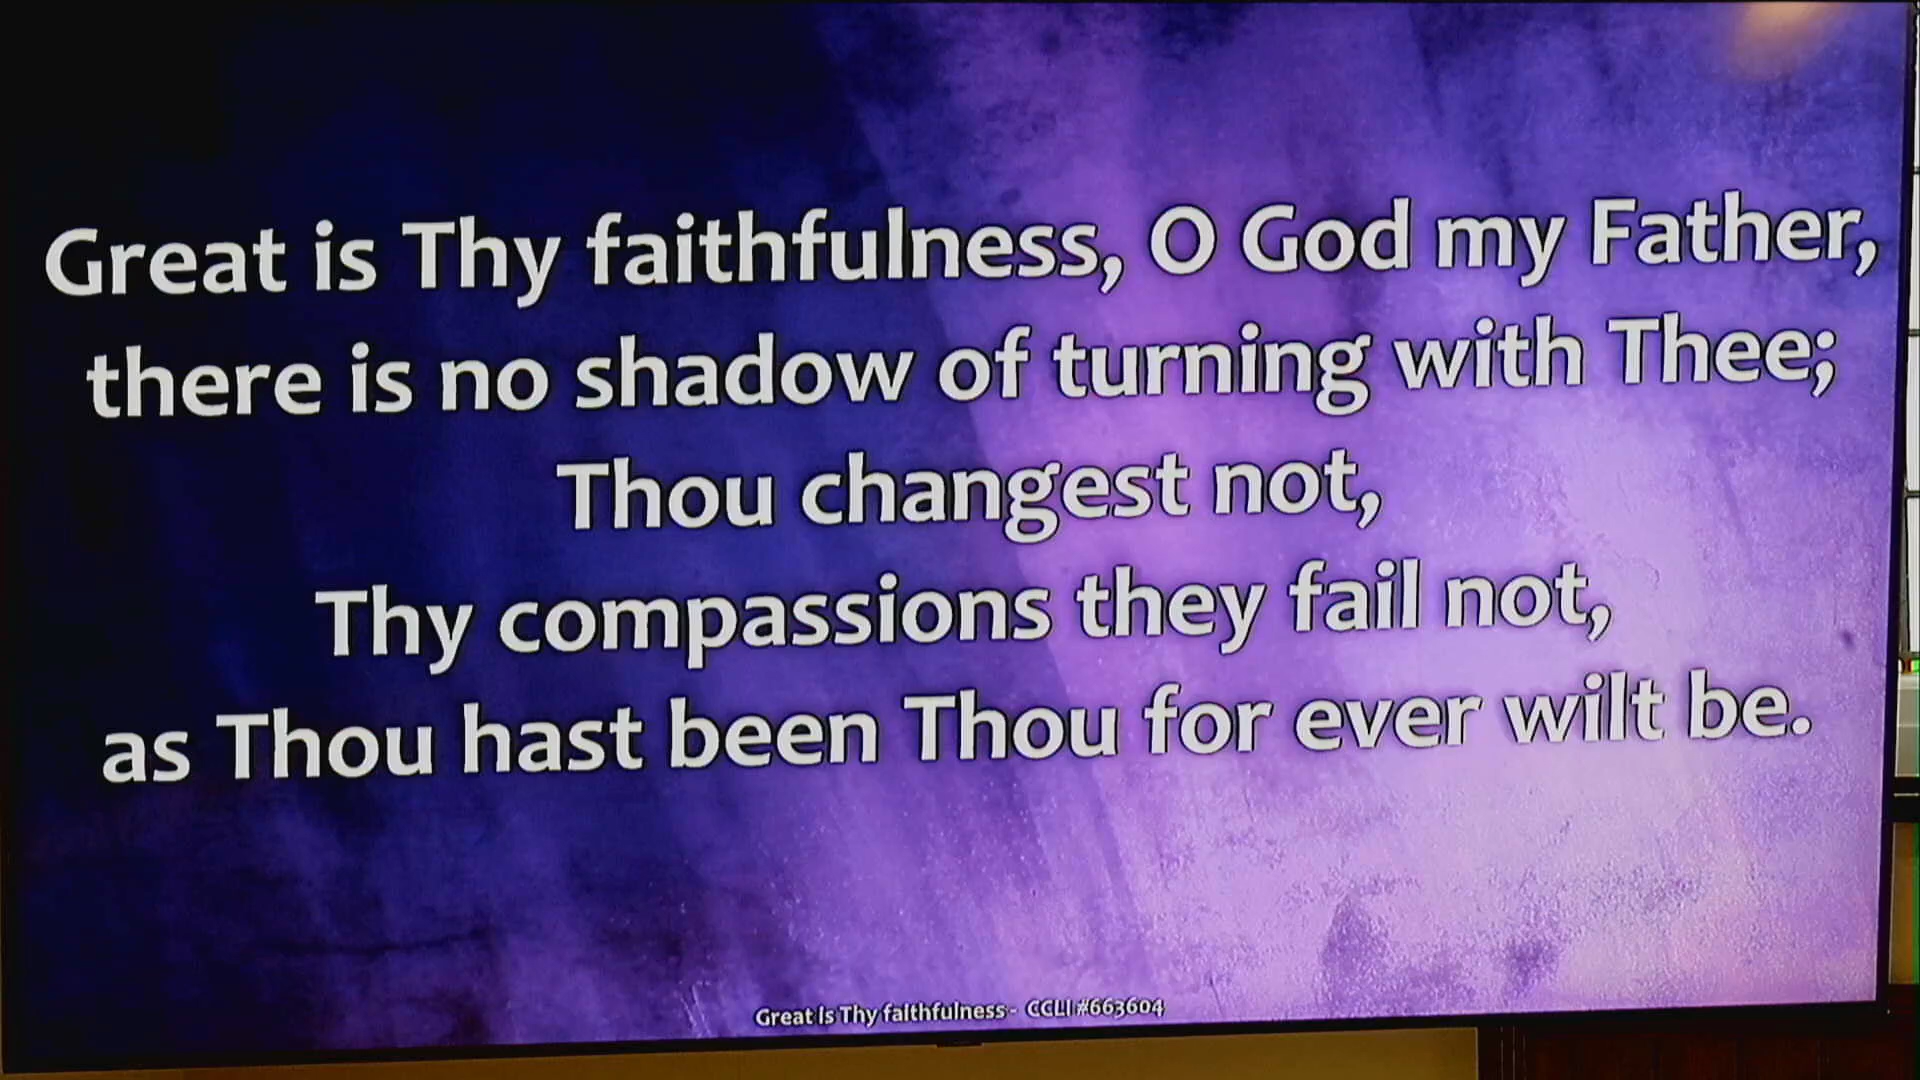 Great is Thy faithfulness, O God my Father,
there is no shadow of turning with Thee;
Thou changest not,
Thy compassions they fail not,
as Thou hast been Thou for ever wilt be.
Great Is Thy faithfulness - CCLI #663604